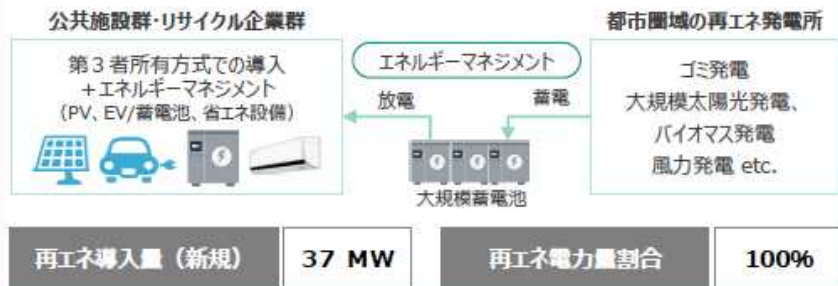 公共施設群・リサイクル企業群
第３者所有方式での導入
＋エネルギーマネジメント
（PV、EV/蓄電池、省エネ設備）
エネルギーマネジメント
放電
蓄電
大規模蓄電池
都市圏域の再エネ発電所
ゴミ発電
大規模太陽光発電、
バイオマス発電
風力発電 etc.
再エネ導入量（新規）
37 MW
再エネ電力量割合
100%